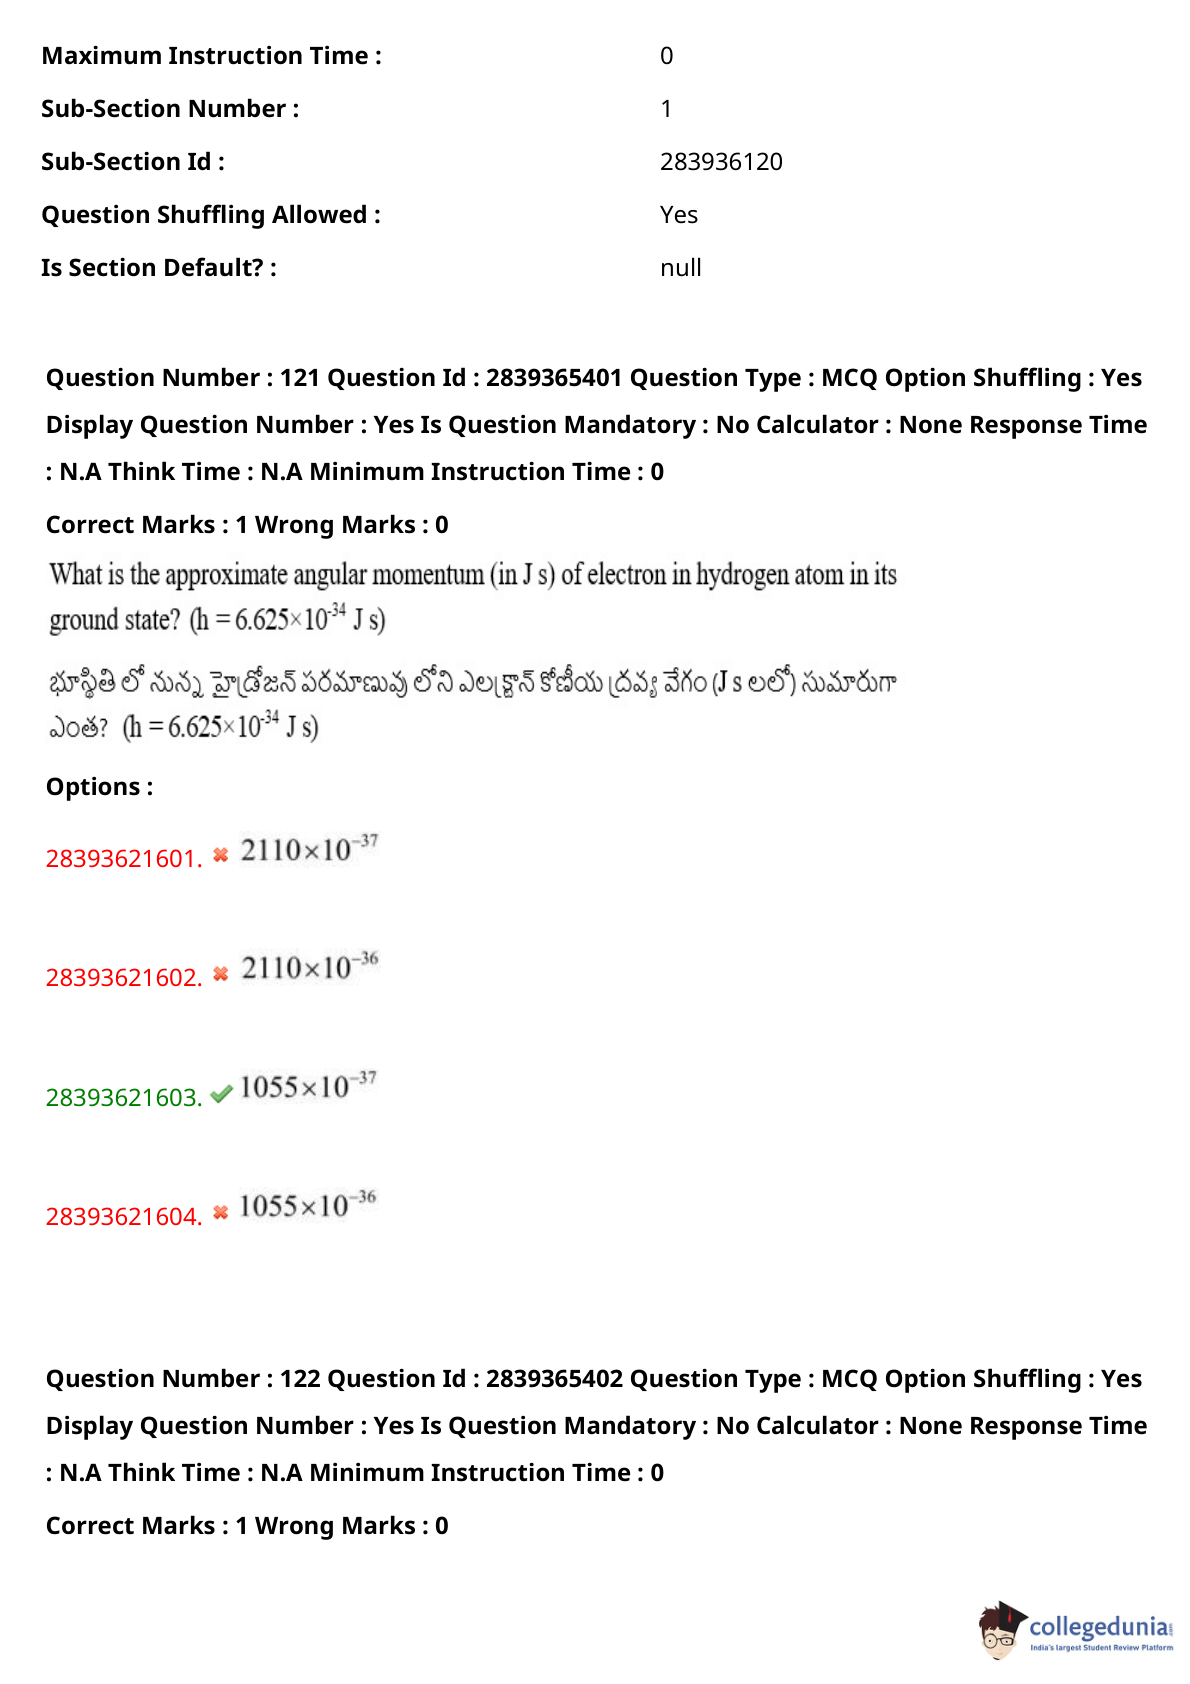 Maximum Instruction Time : 0
Sub-Section Number : 1
Sub-Section Id : 283936120
Question Shuffling Allowed : Yes
Is Section Default? : null
Question Number : 121 Question Id : 2839365401 Question Type : MCQ Option Shuffling : Yes
Display Question Number : Yes Is Question Mandatory : No Calculator : None Response Time
: N.A Think Time : N.A Minimum Instruction Time : 0
Correct Marks : 1 Wrong Marks : 0
What is the approximate angular momentum (in J s) of electron in hydrogen atom in its
ground state? (h = 6.625×10⁻³⁴ J s)
భూస్థితి లో నున్న హైడ్రోజన్ పరమాణువు లోని ఎలక్ట్రాన్ కోణీయ ద్రవ్య వేగం (J s లలో) సుమారుగా
ఎంత? (h = 6.625×10⁻³⁴ J s)
Options :
28393621601. 2110×10⁻³⁷
28393621602. 2110×10⁻³⁶
28393621603. 1055×10⁻³⁷
28393621604. 1055×10⁻³⁶
Question Number : 122 Question Id : 2839365402 Question Type : MCQ Option Shuffling : Yes
Display Question Number : Yes Is Question Mandatory : No Calculator : None Response Time
: N.A Think Time : N.A Minimum Instruction Time : 0
Correct Marks : 1 Wrong Marks : 0
collegedunia
India's largest Student Review Platform